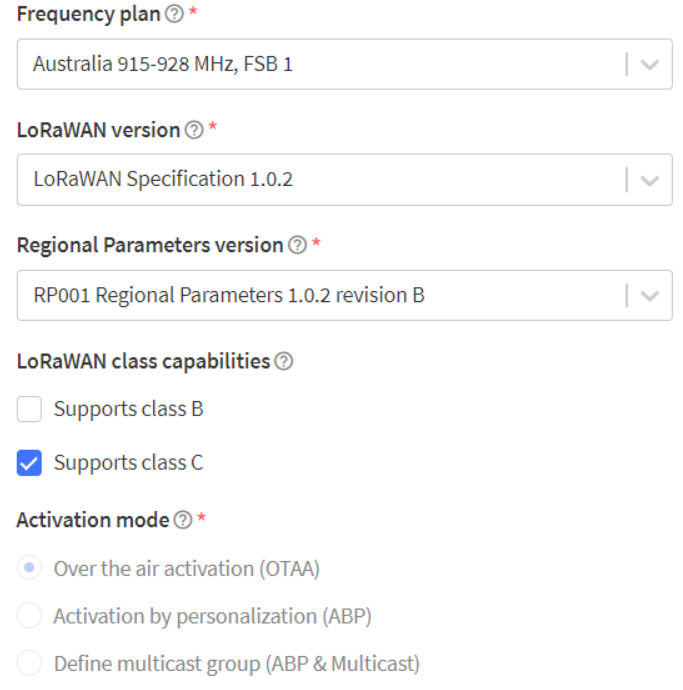 Frequency plan ? *
Australia 915-928 MHz, FSB 1
LoRaWAN version ? *
LoRaWAN Specification 1.0.2
Regional Parameters version ? *
RP001 Regional Parameters 1.0.2 revision B
LoRaWAN class capabilities ?
Supports class B
Supports class C
Activation mode ? *
Over the air activation (OTAA)
Activation by personalization (ABP)
Define multicast group (ABP & Multicast)